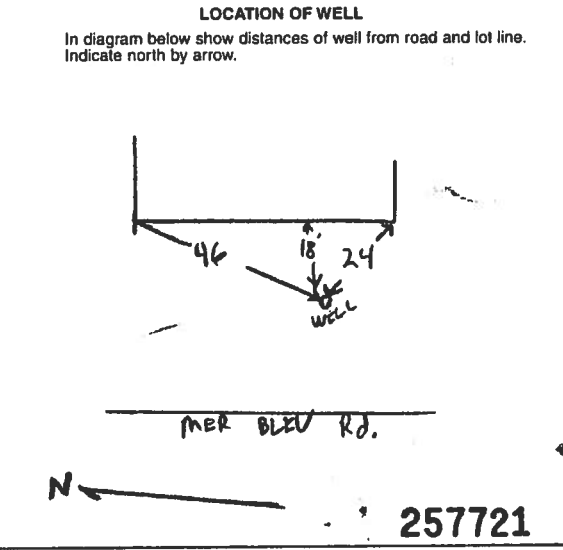 LOCATION OF WELL
In diagram below show distances of well from road and lot line.
Indicate north by arrow.
46 18' 24
WELL
MER BLEU Rd.
N
257721